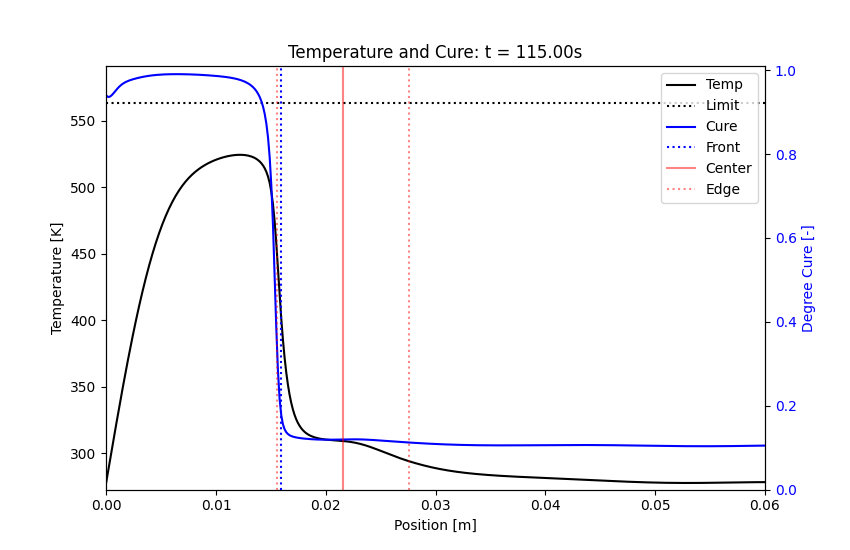 Temperature and Cure: t = 115.00s
Temperature [K]
550
500
450
400
350
300
0.00
0.01
0.02
0.03
0.04
0.05
0.06
Position [m]
1.0
0.8
0.6
0.4
0.2
0.0
Degree Cure [-]
Temp
Limit
Cure
Front
Center
Edge